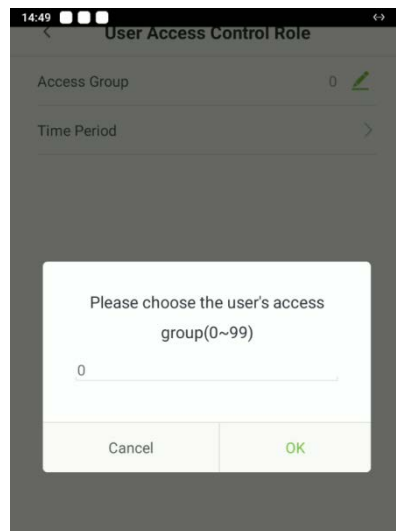 14:49
User Access Control Role
Access Group 0
Time Period
Please choose the user's access
group(0~99)
0
Cancel OK